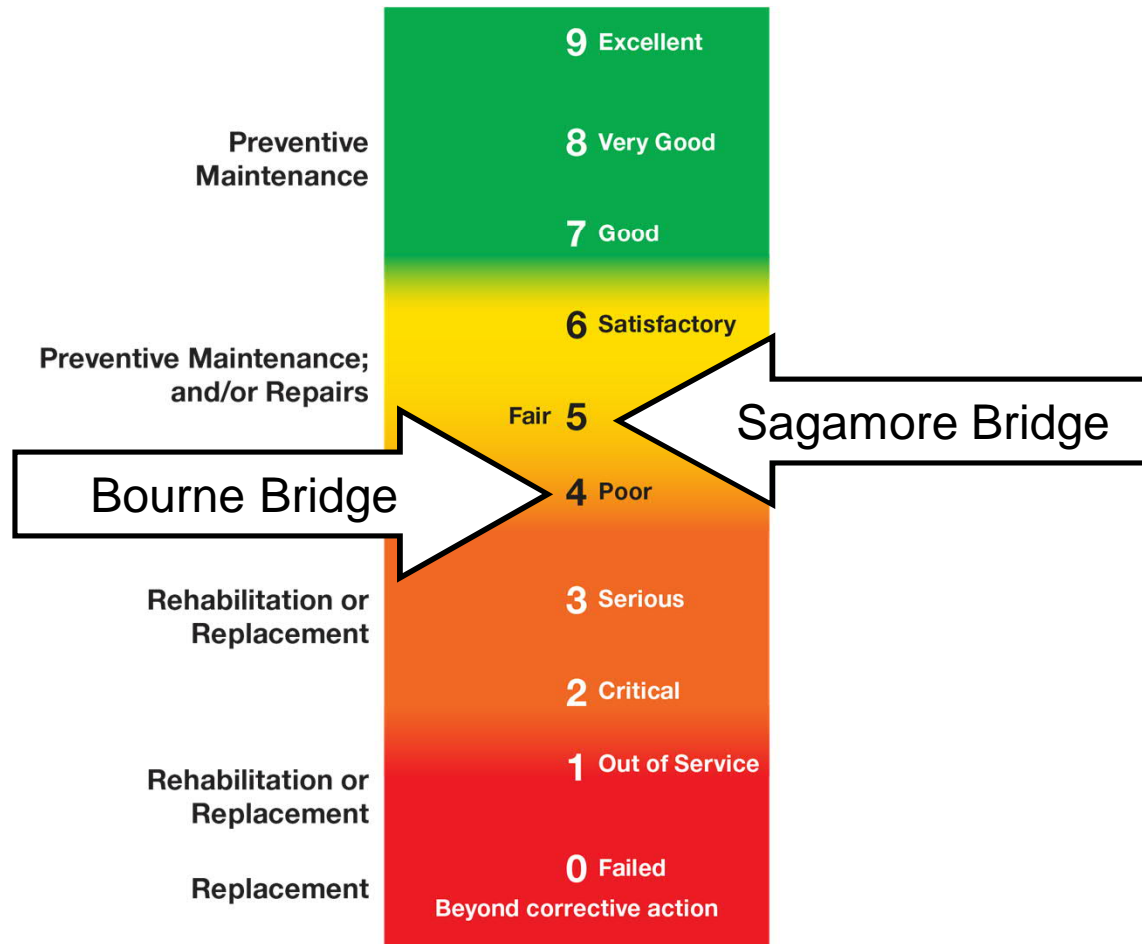 9 Excellent
Preventive
Maintenance
8 Very Good
7 Good
6 Satisfactory
Preventive Maintenance;
and/or Repairs
Fair 5
Sagamore Bridge
Bourne Bridge
4 Poor
Rehabilitation or
Replacement
3 Serious
2 Critical
1 Out of Service
Rehabilitation or
Replacement
0 Failed
Replacement
Beyond corrective action